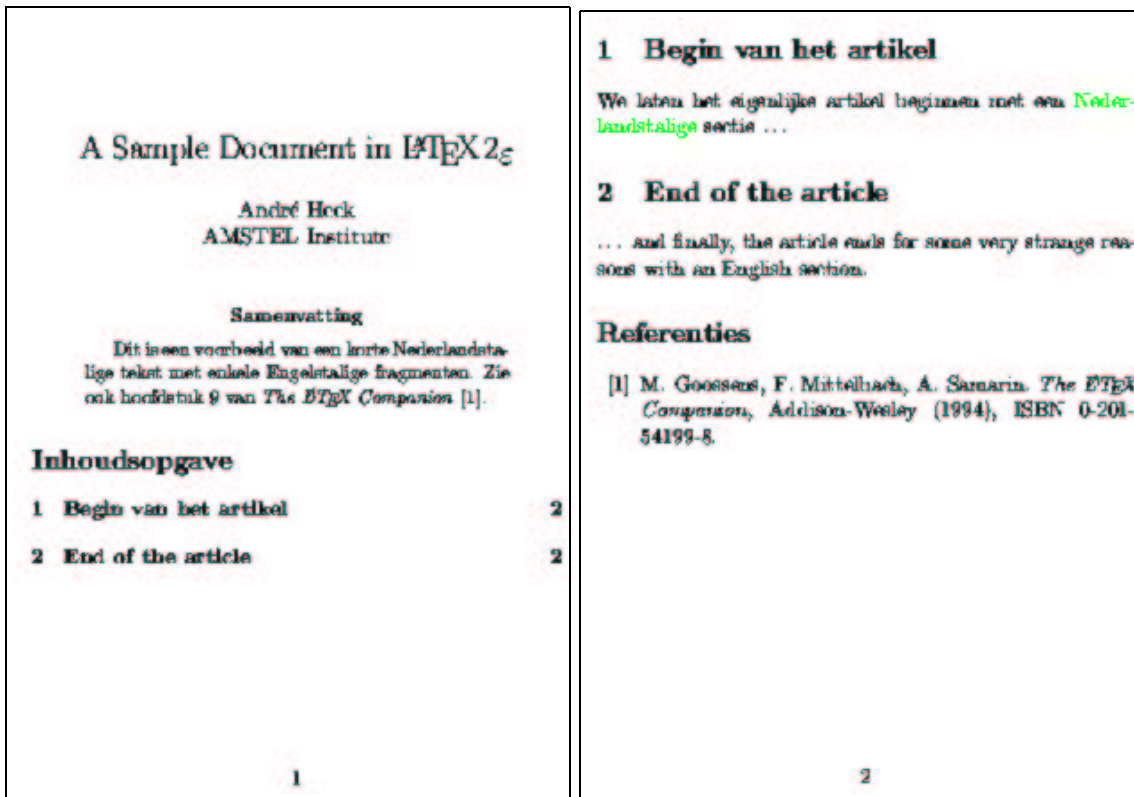 A Sample Document in LATEX 2ε
André Heck
AMSTEL Institute
Samenvatting
Dit is een voorbeeld van een korte Nederlandsta-
lige tekst met enkele Engelstalige fragmenten. Zie
ook hoofdstuk 9 van The LATEX Companion [1].
Inhoudsopgave
1 Begin van het artikel 2
2 End of the article 2
1
1 Begin van het artikel
We laten het eigenlijke artikel beginnen met een Neder-
landstalige sectie ...
2 End of the article
... and finally, the article ends for some very strange rea-
sons with an English section.
Referenties
[1] M. Goossens, F. Mittelbach, A. Samarin. The LATEX
Companion, Addison-Wesley (1994), ISBN 0-201-
54199-8.
2